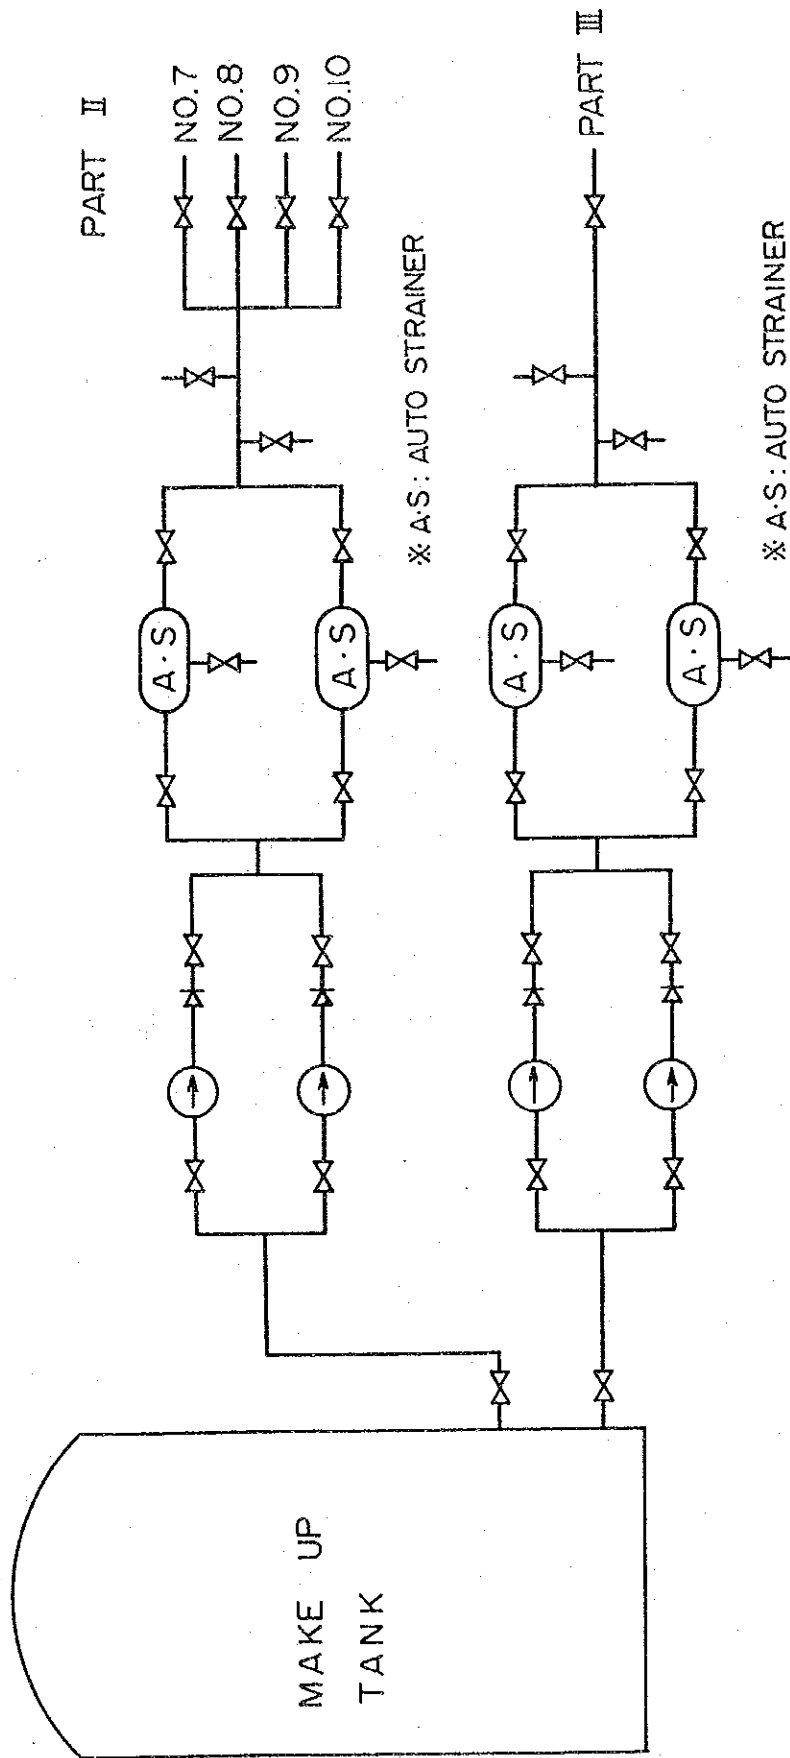 PART II
NO.7
NO.8
NO.9
NO.10
A·S
A·S
※ A·S: AUTO STRAINER
PART III
A·S
A·S
※ A·S: AUTO STRAINER
MAKE UP
TANK